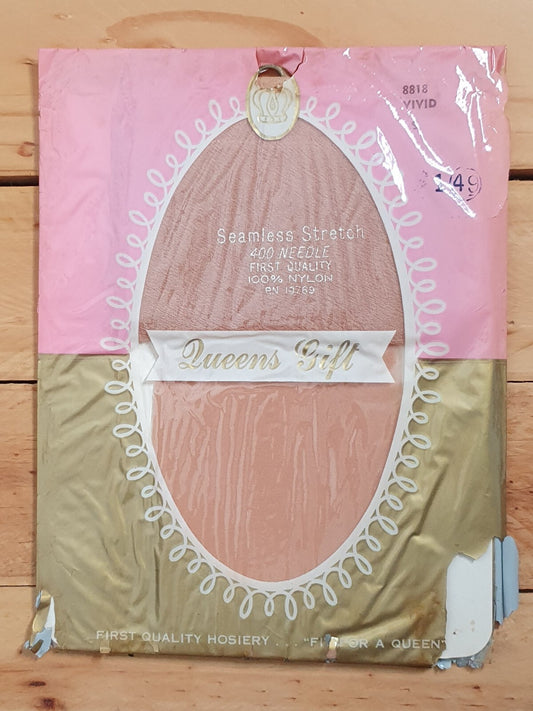 8818
VIVID
1/49
Seamless Stretch
400 NEEDLE
FIRST QUALITY
100% NYLON
RN 19789
Queens Gift
FIRST QUALITY HOSIERY . . . "FIT FOR A QUEEN"